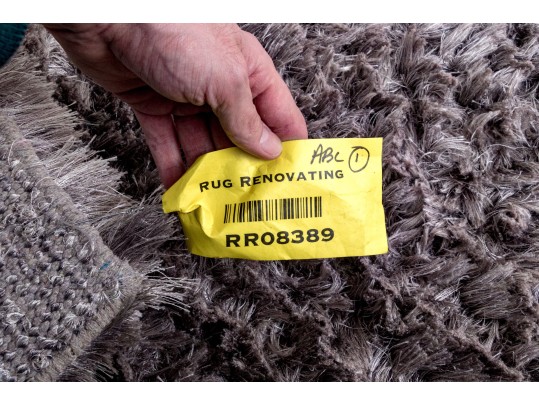 ABC 1
RUG RENOVATING
RR08389